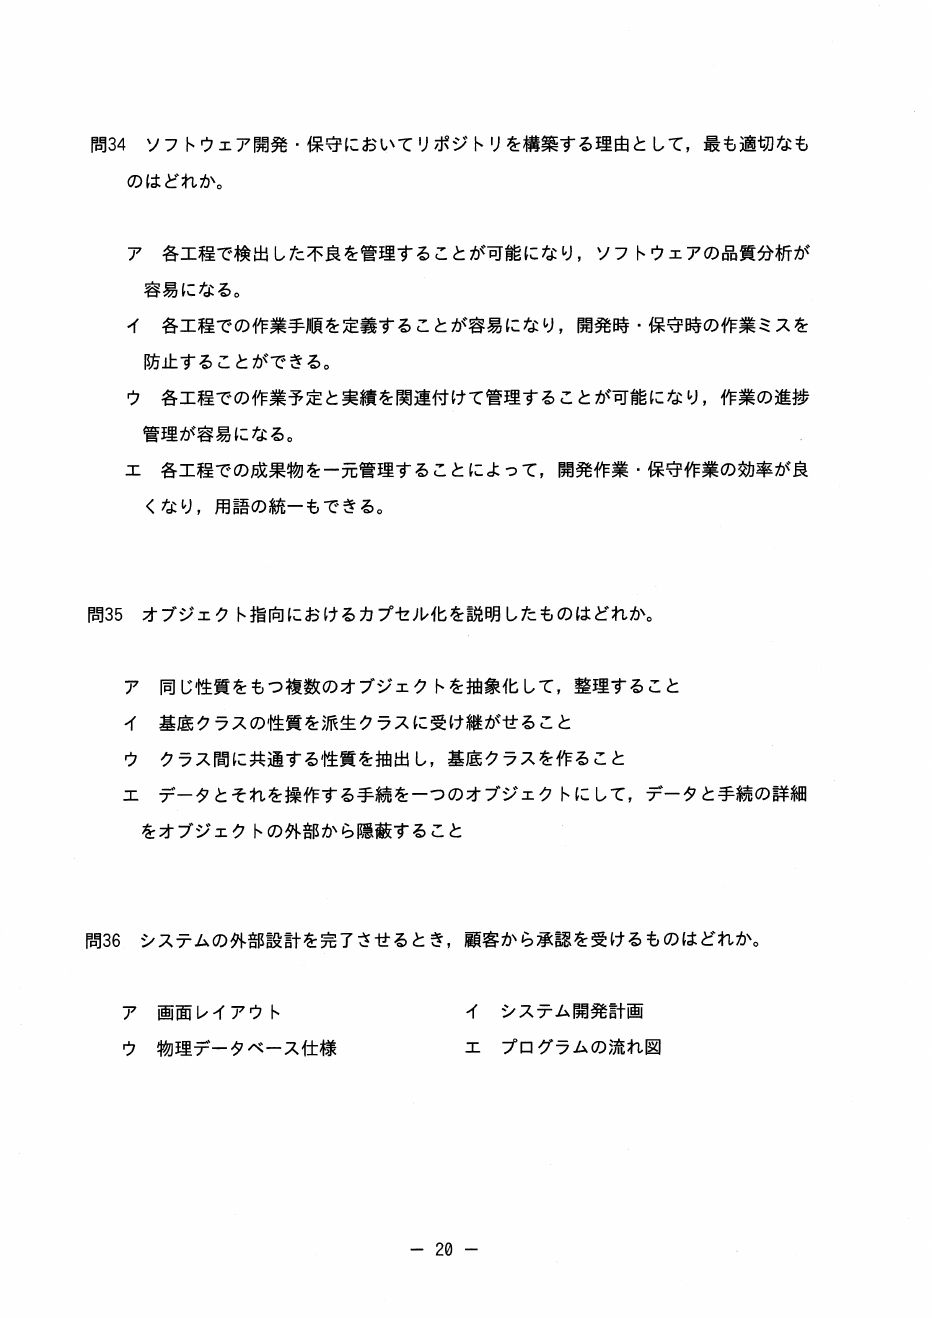 問34　ソフトウェア開発・保守においてリポジトリを構築する理由として，最も適切なも
のはどれか。
ア　各工程で検出した不良を管理することが可能になり，ソフトウェアの品質分析が
容易になる。
イ　各工程での作業手順を定義することが容易になり，開発時・保守時の作業ミスを
防止することができる。
ウ　各工程での作業予定と実績を関連付けて管理することが可能になり，作業の進捗
管理が容易になる。
エ　各工程での成果物を一元管理することによって，開発作業・保守作業の効率が良
くなり，用語の統一もできる。
問35　オブジェクト指向におけるカプセル化を説明したものはどれか。
ア　同じ性質をもつ複数のオブジェクトを抽象化して，整理すること
イ　基底クラスの性質を派生クラスに受け継がせること
ウ　クラス間に共通する性質を抽出し，基底クラスを作ること
エ　データとそれを操作する手続を一つのオブジェクトにして，データと手続の詳細
をオブジェクトの外部から隠蔽すること
問36　システムの外部設計を完了させるとき，顧客から承認を受けるものはどれか。
ア　画面レイアウト　イ　システム開発計画
ウ　物理データベース仕様　エ　プログラムの流れ図
— 20 —